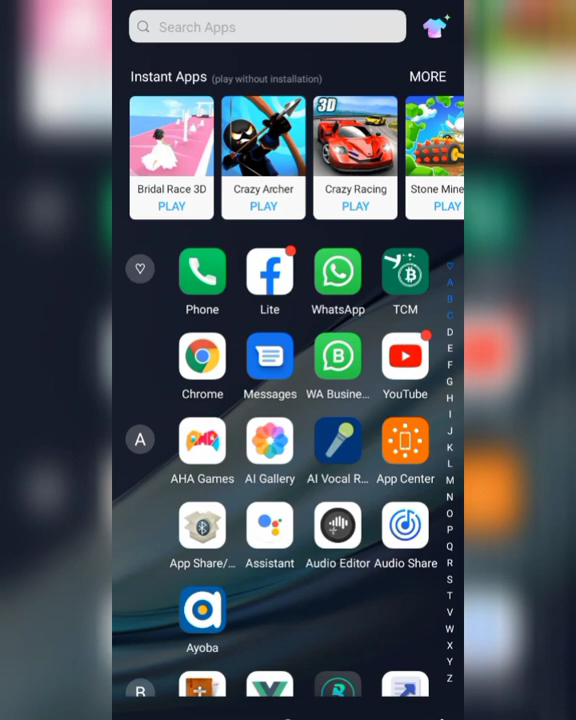 Search Apps
Instant Apps (play without installation) MORE
3D
Bridal Race 3D Crazy Archer Crazy Racing Stone Mine
PLAY PLAY PLAY PLAY
Phone Lite WhatsApp TCM
A
B
C
D
E
F
G
H
I
J
K
L
M
N
O
P
Q
R
S
T
V
W
X
Y
Z
B
Chrome Messages WA Busine... YouTube
A
AHA Games AI Gallery AI Vocal R... App Center
App Share/... Assistant Audio Editor Audio Share
Ayoba
B